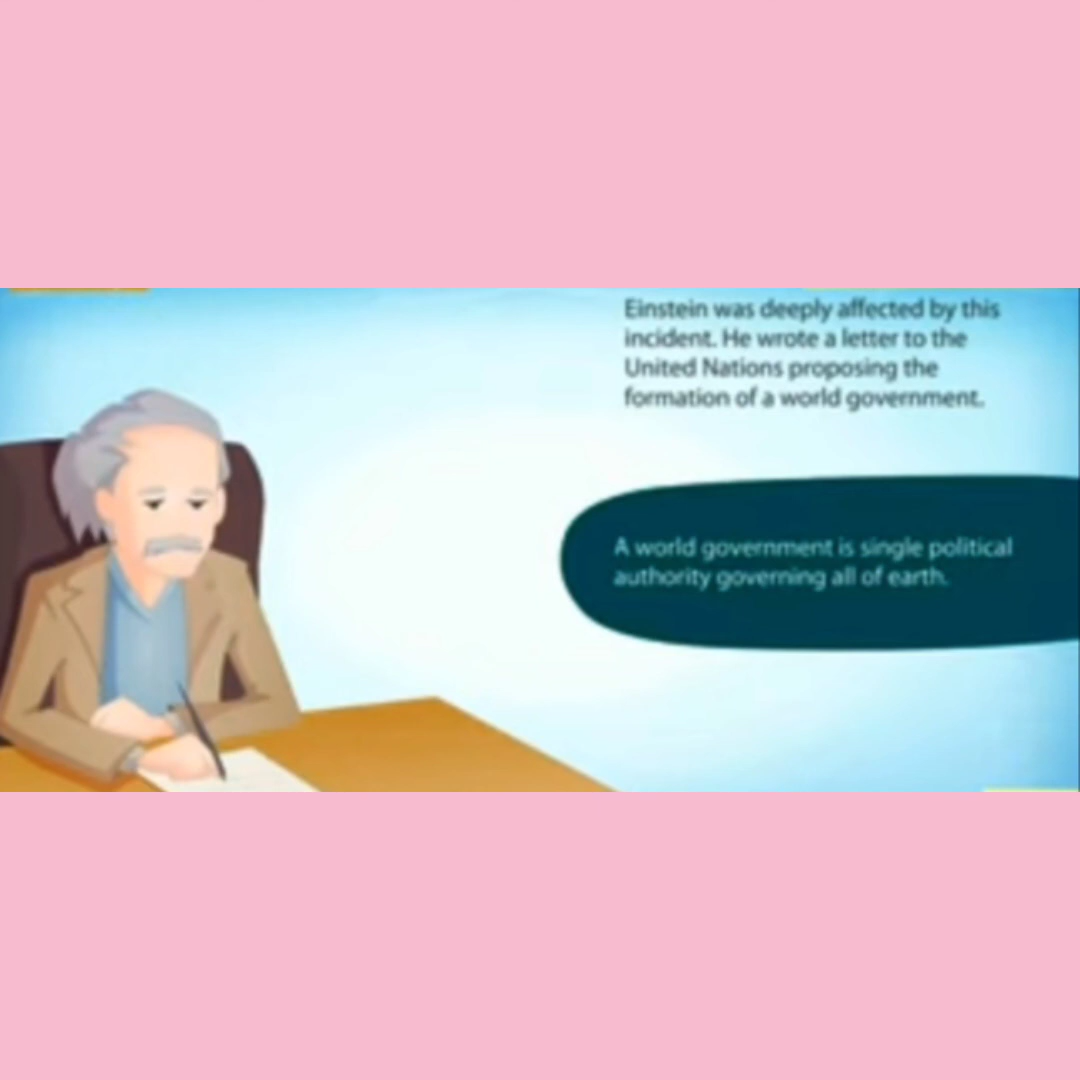 Einstein was deeply affected by this
incident. He wrote a letter to the
United Nations proposing the
formation of a world government.
A world government is single political
authority governing all of earth.